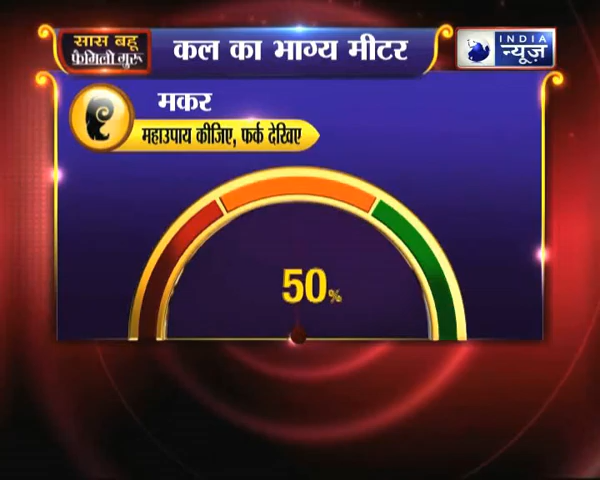 सास बहू
फ़ैमिली गुरू
कल का भाग्य मीटर
INDIA
न्यूज़
मकर
महाउपाय कीजिए, फर्क देखिए
50%